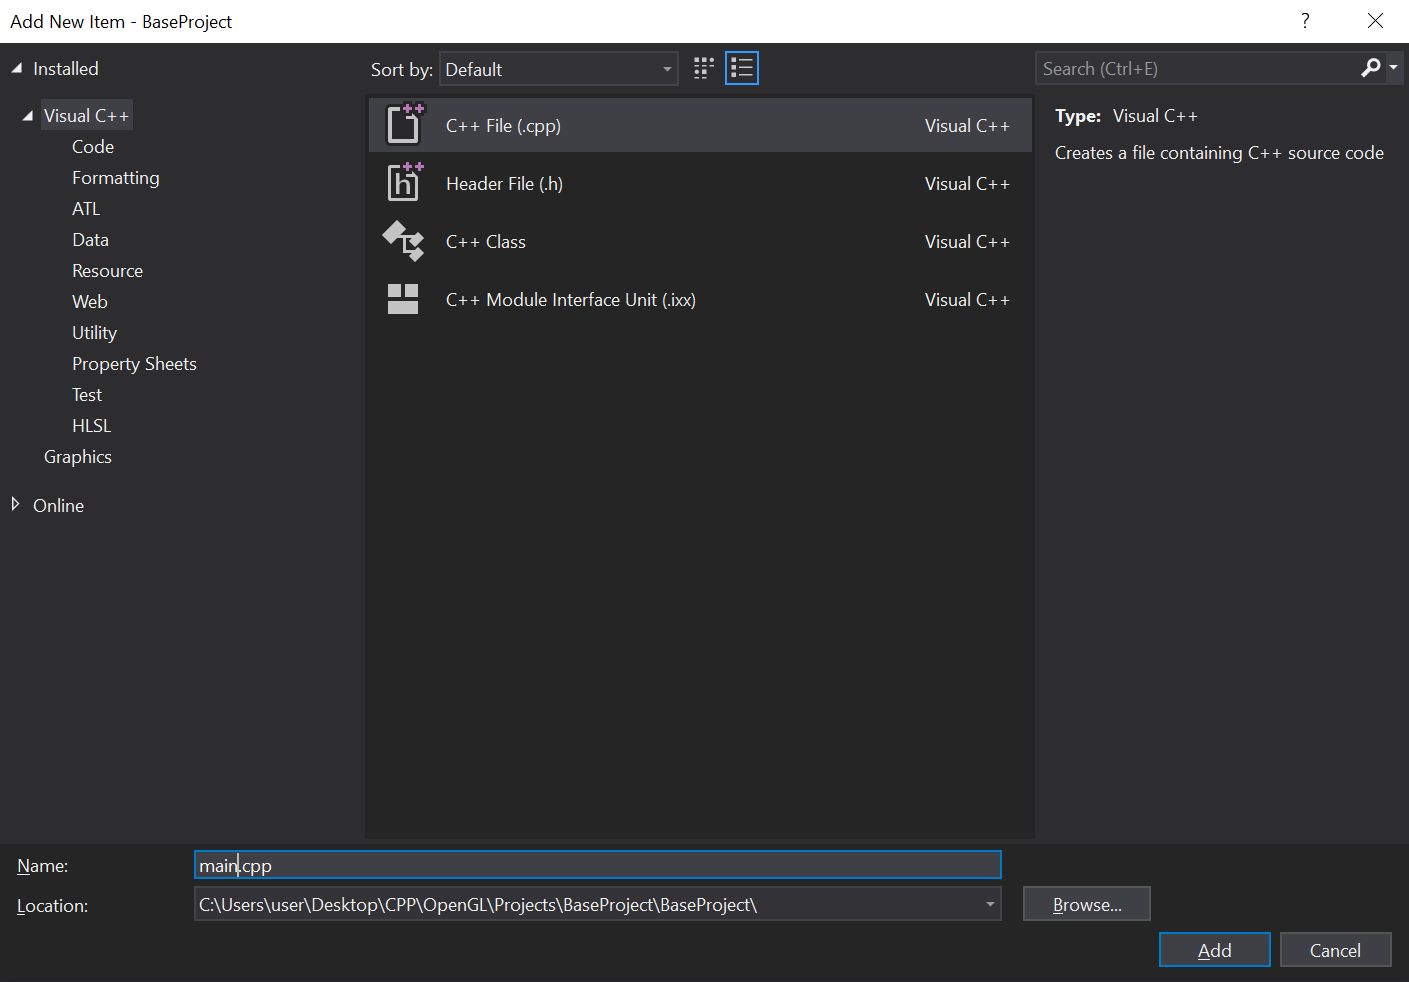 Add New Item - BaseProject
?
Installed
Sort by: Default
Search (Ctrl+E)
Visual C++
Code
Formatting
ATL
Data
Resource
Web
Utility
Property Sheets
Test
HLSL
Graphics
Online
C++ File (.cpp) Visual C++
Header File (.h) Visual C++
C++ Class Visual C++
C++ Module Interface Unit (.ixx) Visual C++
Type: Visual C++
Creates a file containing C++ source code
Name: main.cpp
Location: C:\Users\user\Desktop\CPP\OpenGL\Projects\BaseProject\BaseProject\
Browse...
Add Cancel